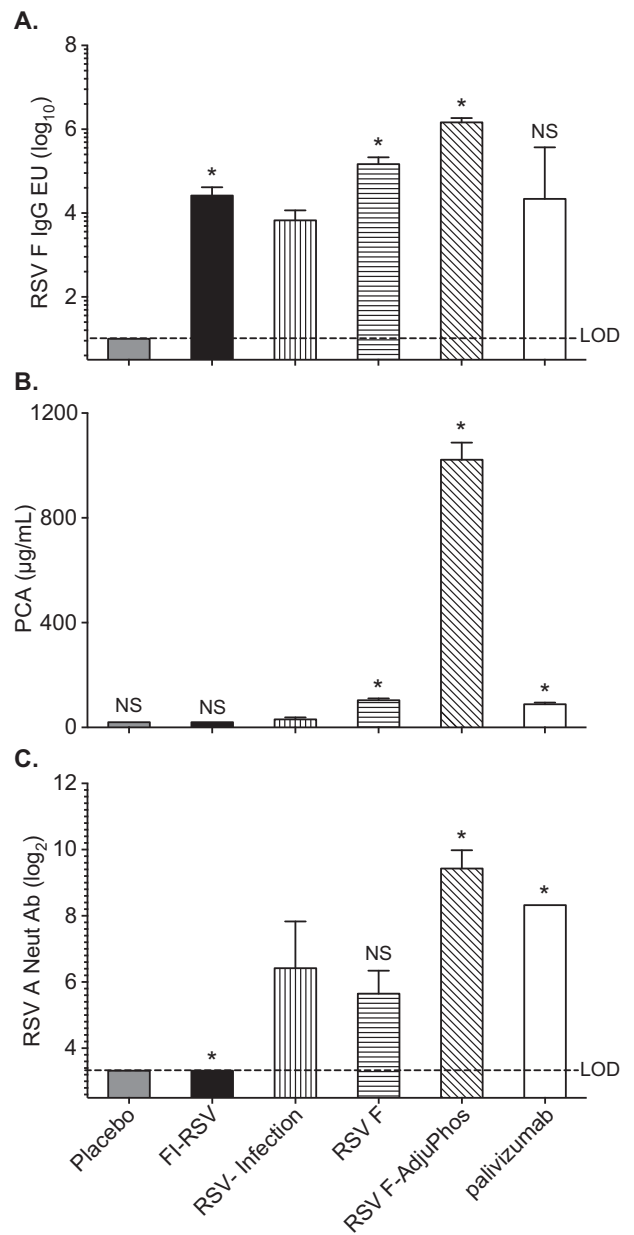 A.
RSV F IgG EU (log10)
8
6
4
2
*
*
*
NS
LOD
B.
PCA (µg/mL)
1200
800
400
0
NS
NS
*
*
*
C.
RSV A Neut Ab (log2)
12
10
8
6
4
*
NS
*
*
LOD
Placebo
FI-RSV
RSV- Infection
RSV F
RSV F-AdjuPhos
palivizumab